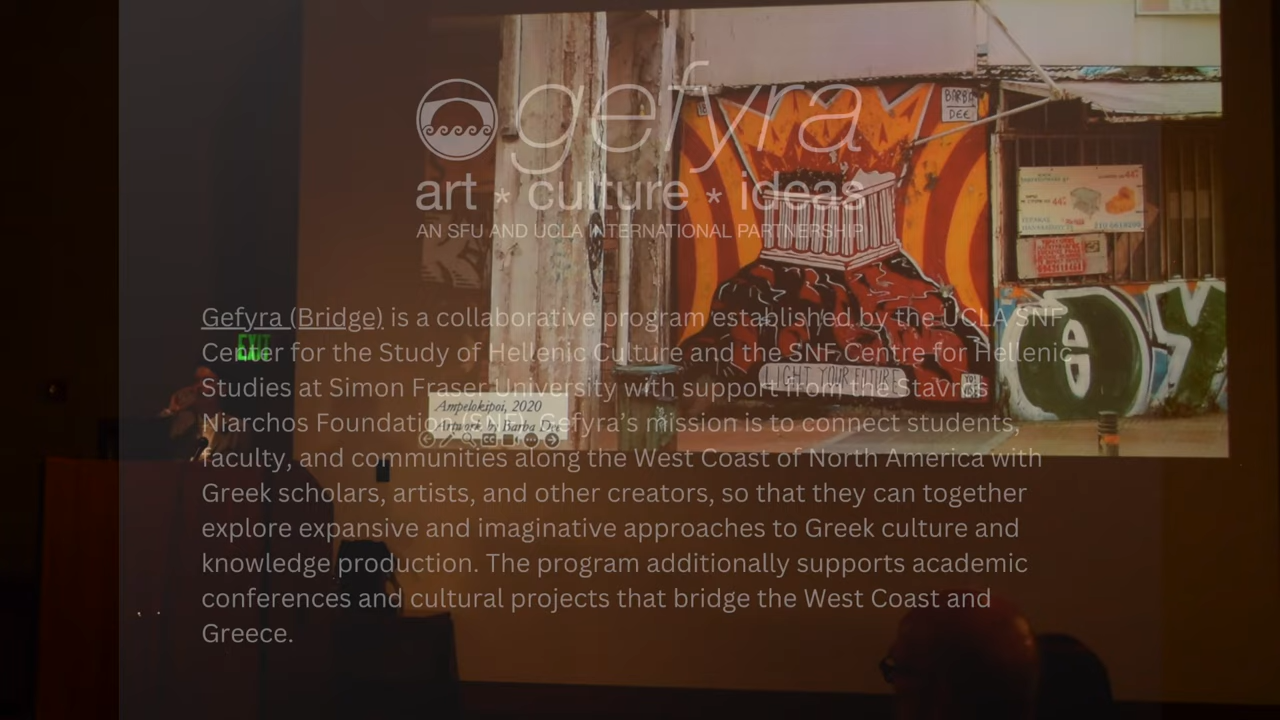 gefyra
art * culture * ideas
AN SFU AND UCLA INTERNATIONAL PARTNERSHIP
Gefyra (Bridge) is a collaborative program established by the UCLA SNF
Center for the Study of Hellenic Culture and the SNF Centre for Hellenic
Studies at Simon Fraser University with support from the Stavros
Niarchos Foundation (SNF). Gefyra's mission is to connect students,
faculty, and communities along the West Coast of North America with
Greek scholars, artists, and other creators, so that they can together
explore expansive and imaginative approaches to Greek culture and
knowledge production. The program additionally supports academic
conferences and cultural projects that bridge the West Coast and
Greece.
EXIT
BARBA
DEE
LIGHT YOUR FUTURE
Ampelokipoi, 2020
Artwork by Barba Dee